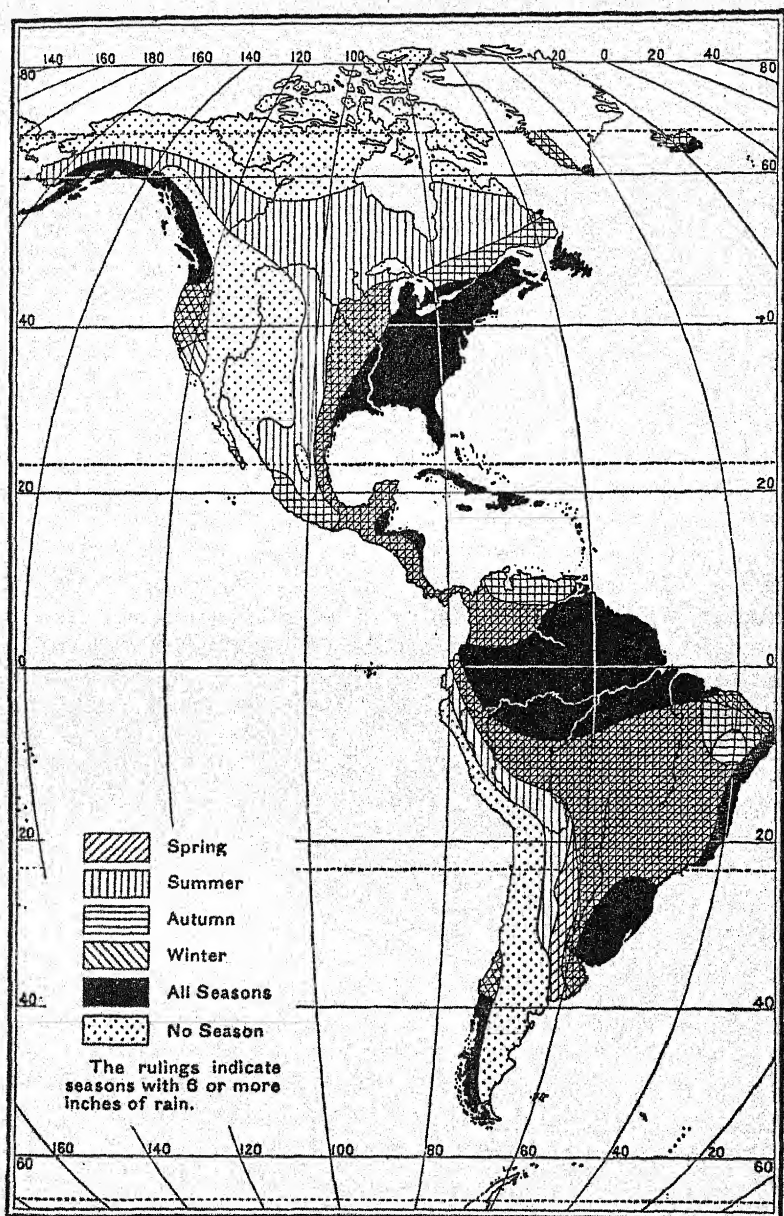 140 160 180 160 140 120 100 20 0 20 40
80 80
60 60
40 40
20 20
0 0
20 20
Spring
Summer
Autumn
Winter
All Seasons
No Season
40 40
The rulings indicate
seasons with 6 or more
inches of rain.
60 160 140 120 100 80 60 40 20 60